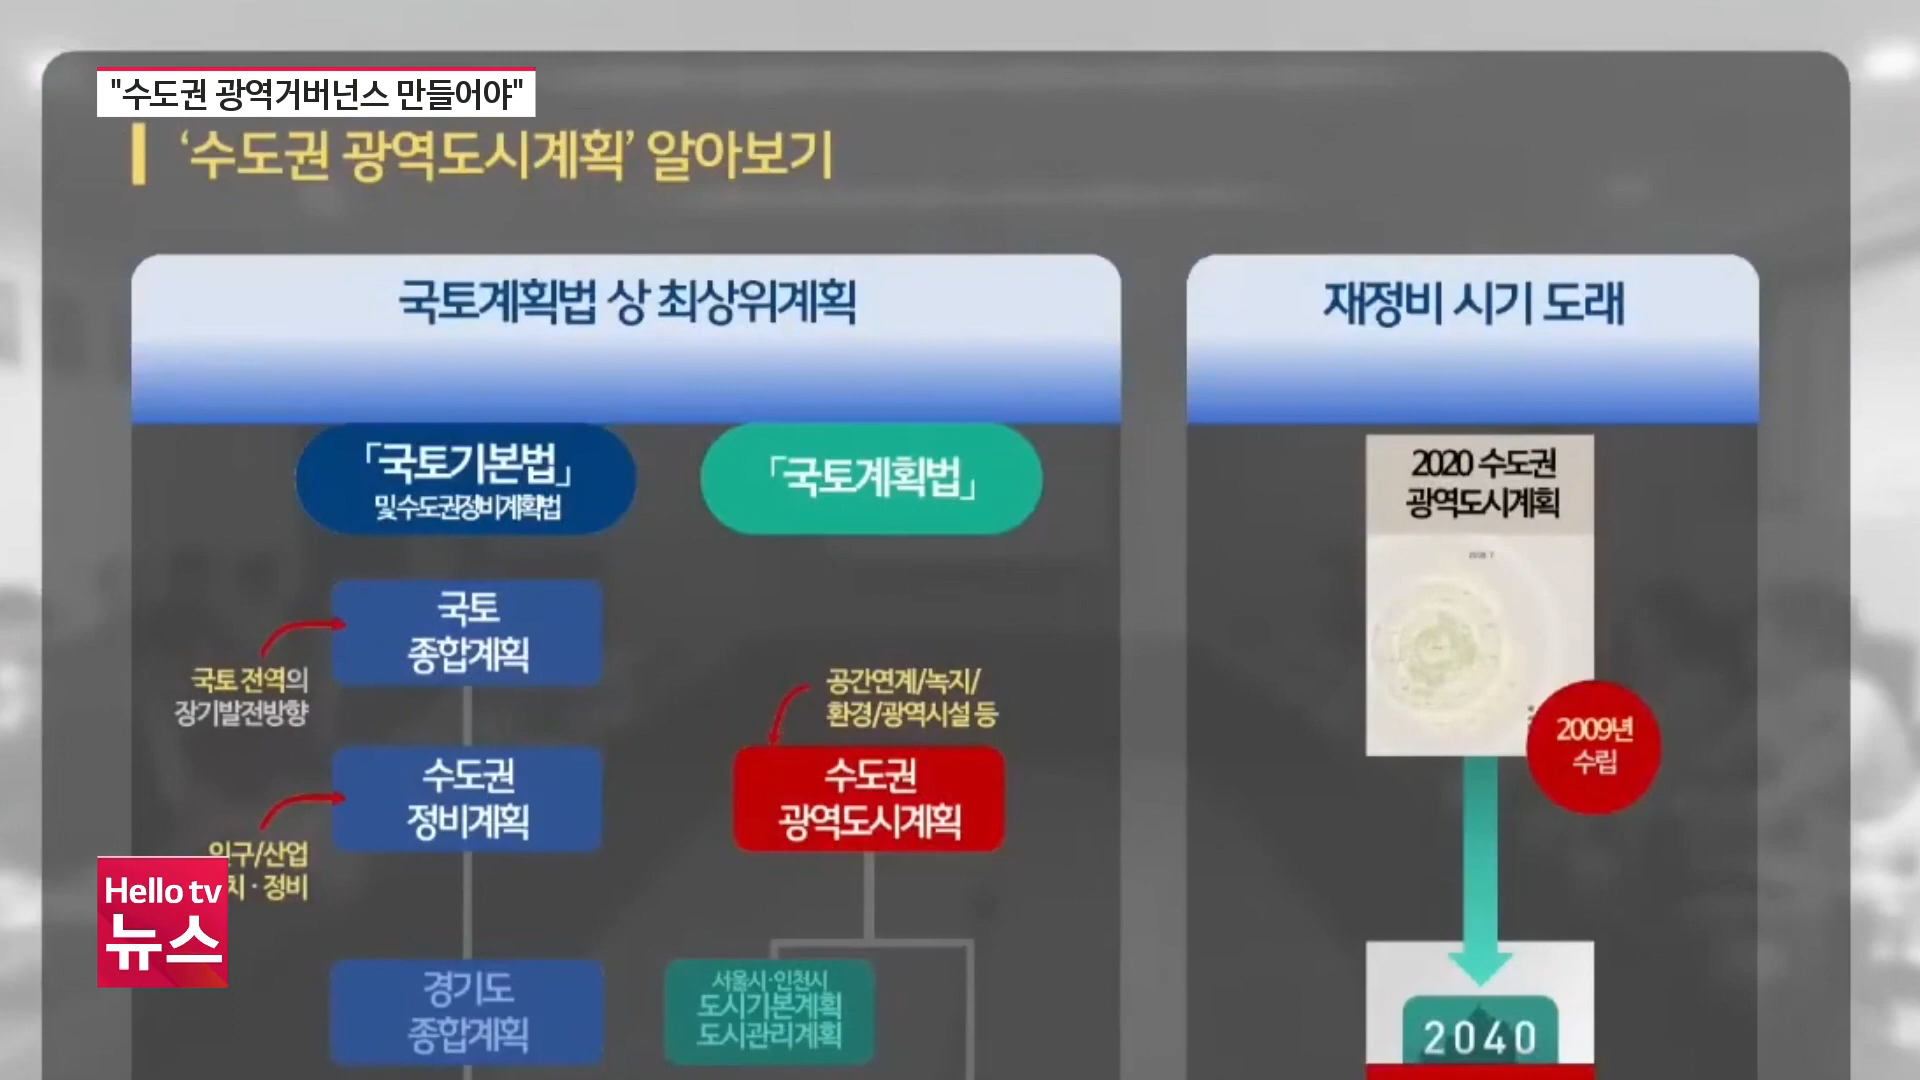 "수도권 광역거버넌스 만들어야"
‘수도권 광역도시계획’ 알아보기
국토계획법 상 최상위계획
「국토기본법」
및 수도권정비계획법
「국토계획법」
국토
종합계획
국토 전역의
장기발전방향
수도권
정비계획
인구/산업
치·정비
공간연계/녹지/
환경/광역시설 등
수도권
광역도시계획
경기도
종합계획
서울시·인천시
도시기본계획
도시관리계획
재정비 시기 도래
2020 수도권
광역도시계획
2009년
수립
2040
Hello tv
뉴스